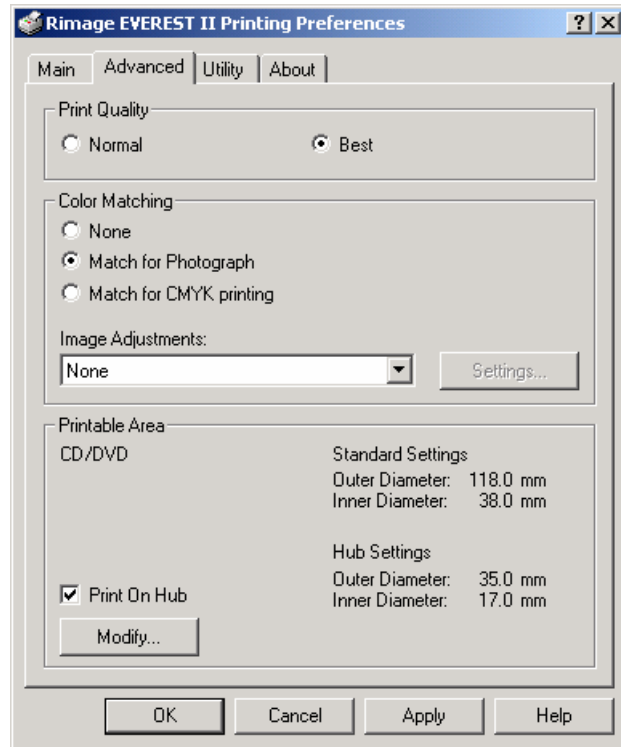 Rimage EVEREST II Printing Preferences
Main Advanced Utility About
Print Quality
Normal Best
Color Matching
None
Match for Photograph
Match for CMYK printing
Image Adjustments:
None Settings...
Printable Area
CD/DVD Standard Settings
Outer Diameter: 118.0 mm
Inner Diameter: 38.0 mm
Hub Settings
Outer Diameter: 35.0 mm
Print On Hub Inner Diameter: 17.0 mm
Modify...
OK Cancel Apply Help